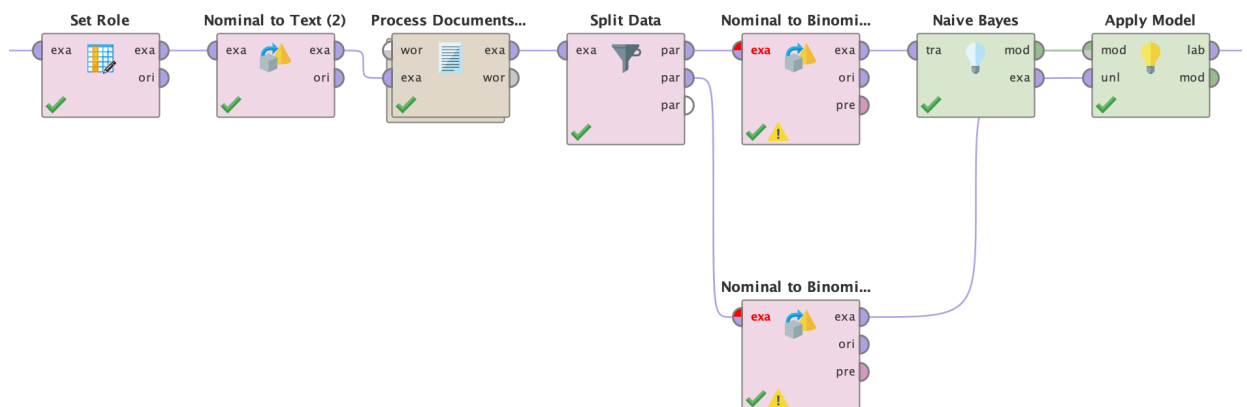 Set Role
exa exa
ori
Nominal to Text (2)
exa exa
ori
Process Documents...
wor exa
exa wor
Split Data
exa par
par
par
Nominal to Binomi...
exa exa
ori
pre
Naive Bayes
tra mod
exa
Apply Model
mod lab
unl mod
Nominal to Binomi...
exa exa
ori
pre